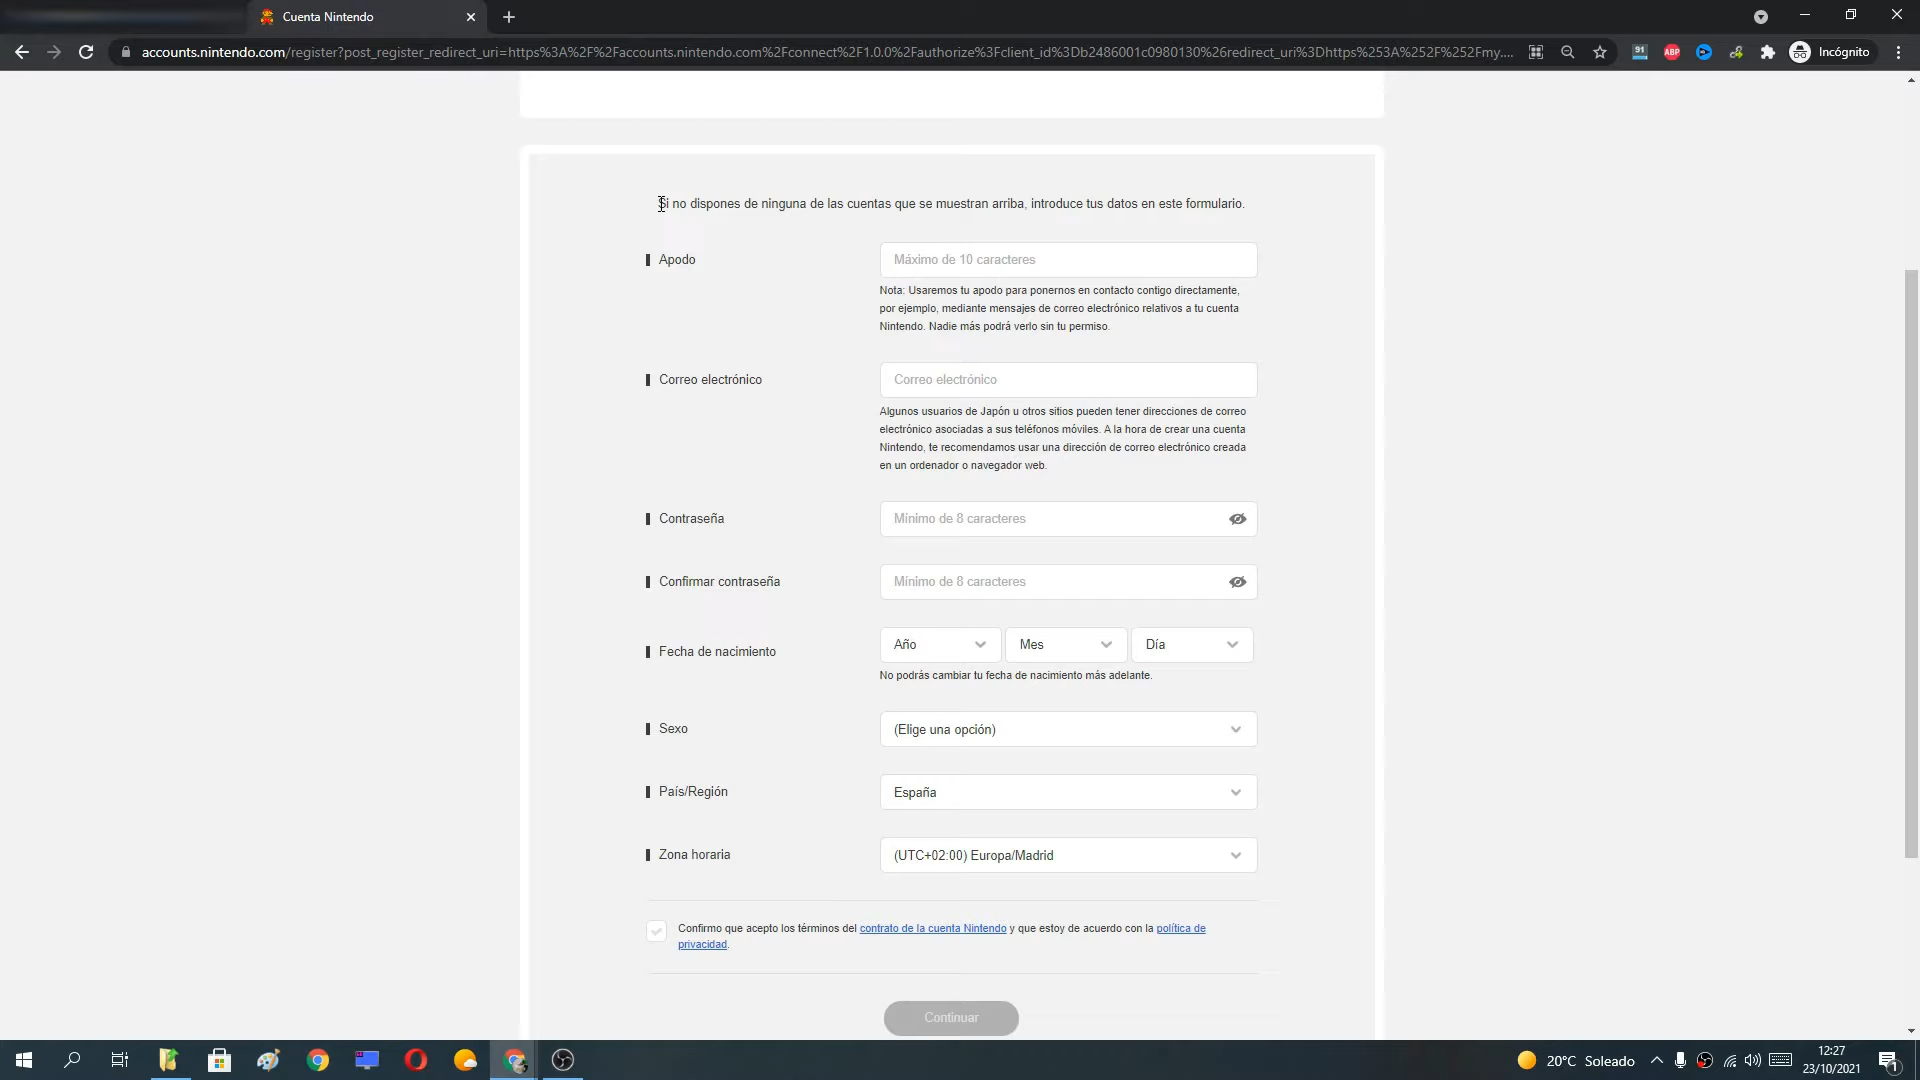 Cuenta Nintendo
accounts.nintendo.com/register?post_register_redirect_uri=https%3A%2F%2Faccounts.nintendo.com%2Fconnect%2F1.0.0%2Fauthorize%3Fclient_id%3Db2486001c0980130%26redirect_uri%3Dhttps%253A%252F%252Fmy....
91
ABP
Incógnito
Si no dispones de ninguna de las cuentas que se muestran arriba, introduce tus datos en este formulario.
Apodo
Máximo de 10 caracteres
Nota: Usaremos tu apodo para ponernos en contacto contigo directamente,
por ejemplo, mediante mensajes de correo electrónico relativos a tu cuenta
Nintendo. Nadie más podrá verlo sin tu permiso.
Correo electrónico
Correo electrónico
Algunos usuarios de Japón u otros sitios pueden tener direcciones de correo
electrónico asociadas a sus teléfonos móviles. A la hora de crear una cuenta
Nintendo, te recomendamos usar una dirección de correo electrónico creada
en un ordenador o navegador web.
Contraseña
Mínimo de 8 caracteres
Confirmar contraseña
Mínimo de 8 caracteres
Fecha de nacimiento
Año
Mes
Día
No podrás cambiar tu fecha de nacimiento más adelante.
Sexo
(Elige una opción)
País/Región
España
Zona horaria
(UTC+02:00) Europa/Madrid
Confirmo que acepto los términos del contrato de la cuenta Nintendo y que estoy de acuerdo con la política de
privacidad.
Continuar
20°C Soleado
12:27
23/10/2021
1